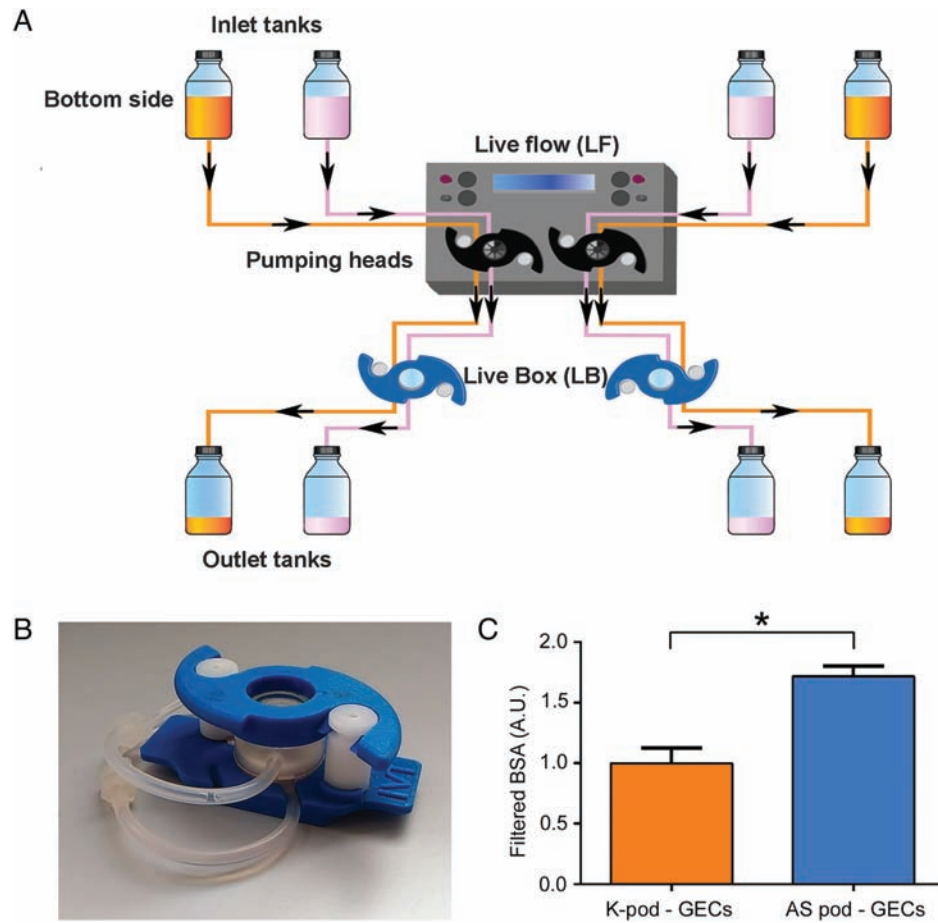 A
Inlet tanks
Bottom side
Live flow (LF)
Pumping heads
Live Box (LB)
Outlet tanks
B
C
*
Filtered BSA (A.U.)
2.0
1.5
1.0
0.5
0.0
K-pod - GECs
AS pod - GECs